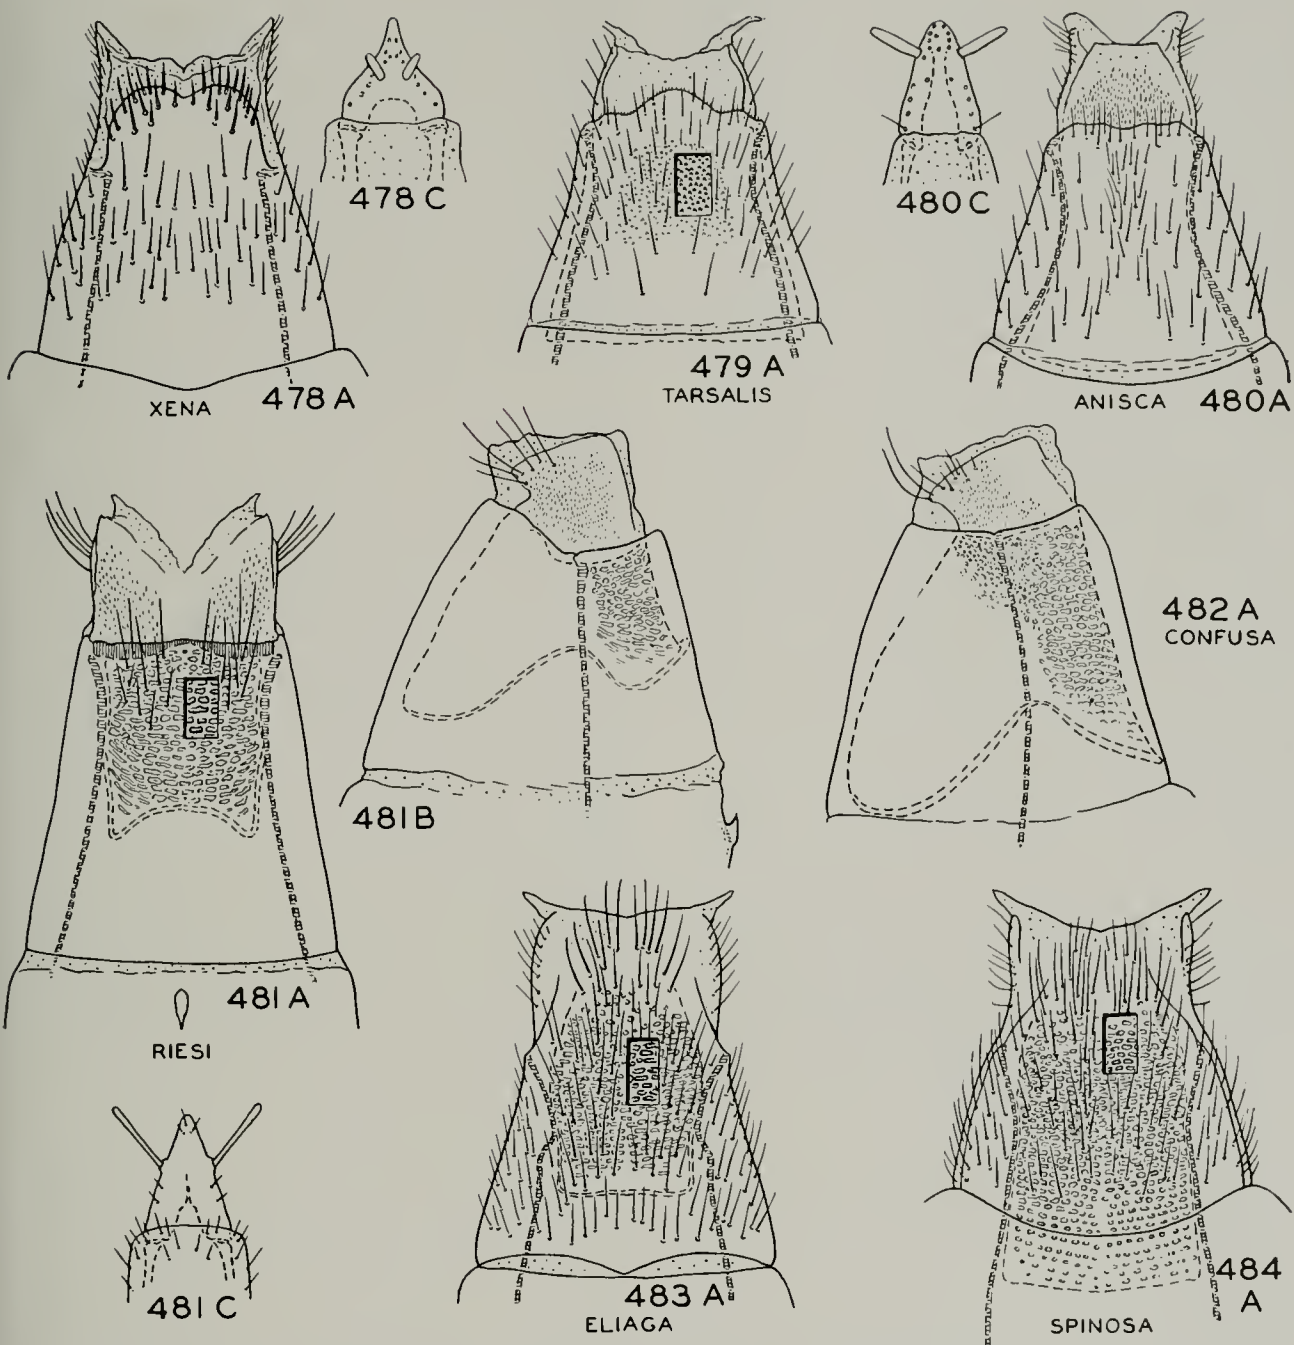 478 C
480 C
XENA 478 A
479 A
TARSALIS
ANISCA 480 A
482 A
CONFUSA
481 B
481 A
RIESI
481 C
483 A
ELIAGA
484
A
SPINOSA